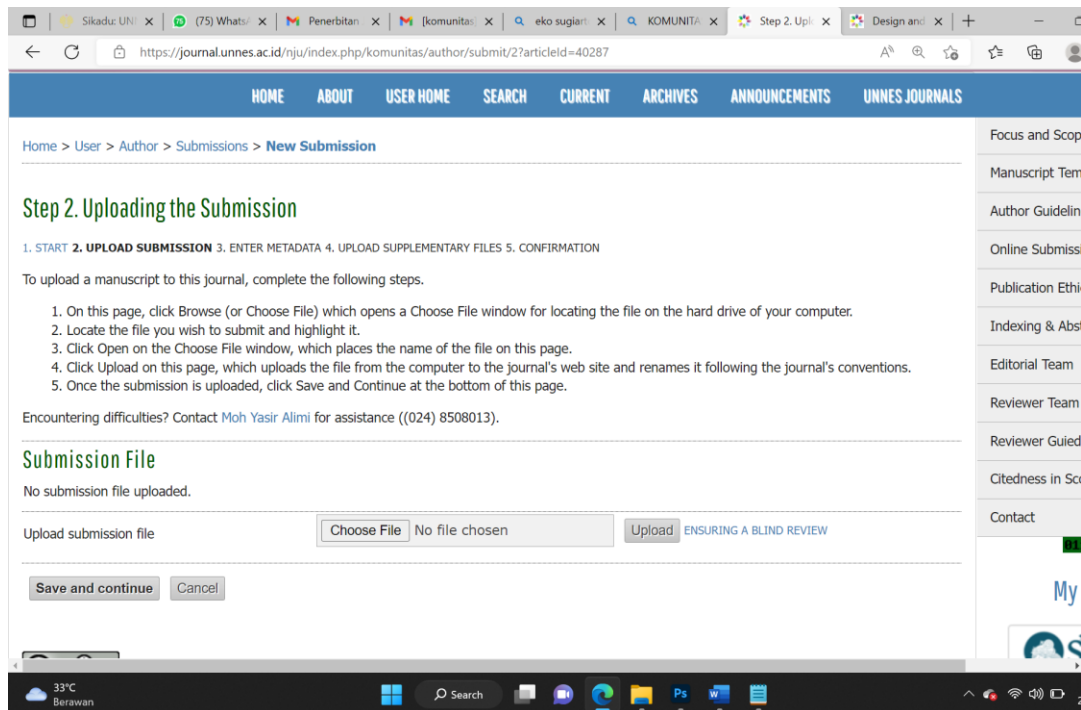 Sikadu: UNI
(75) WhatsA
Penerbitan
[komunitas
eko sugiart
KOMUNITA
Step 2. Uplo
Design and
https://journal.unnes.ac.id/nju/index.php/komunitas/author/submit/2?articleId=40287
HOME ABOUT USER HOME SEARCH CURRENT ARCHIVES ANNOUNCEMENTS UNNES JOURNALS
Home > User > Author > Submissions > New Submission
Step 2. Uploading the Submission
1. START 2. UPLOAD SUBMISSION 3. ENTER METADATA 4. UPLOAD SUPPLEMENTARY FILES 5. CONFIRMATION
To upload a manuscript to this journal, complete the following steps.
1. On this page, click Browse (or Choose File) which opens a Choose File window for locating the file on the hard drive of your computer.
2. Locate the file you wish to submit and highlight it.
3. Click Open on the Choose File window, which places the name of the file on this page.
4. Click Upload on this page, which uploads the file from the computer to the journal's web site and renames it following the journal's conventions.
5. Once the submission is uploaded, click Save and Continue at the bottom of this page.
Encountering difficulties? Contact Moh Yasir Alimi for assistance ((024) 8508013).
Submission File
No submission file uploaded.
Upload submission file Choose File No file chosen Upload ENSURING A BLIND REVIEW
Save and continue Cancel
Focus and Scop
Manuscript Tem
Author Guidelin
Online Submiss
Publication Ethi
Indexing & Abst
Editorial Team
Reviewer Team
Reviewer Guied
Citedness in Sco
Contact
My
33°C
Berawan
Search
Ps